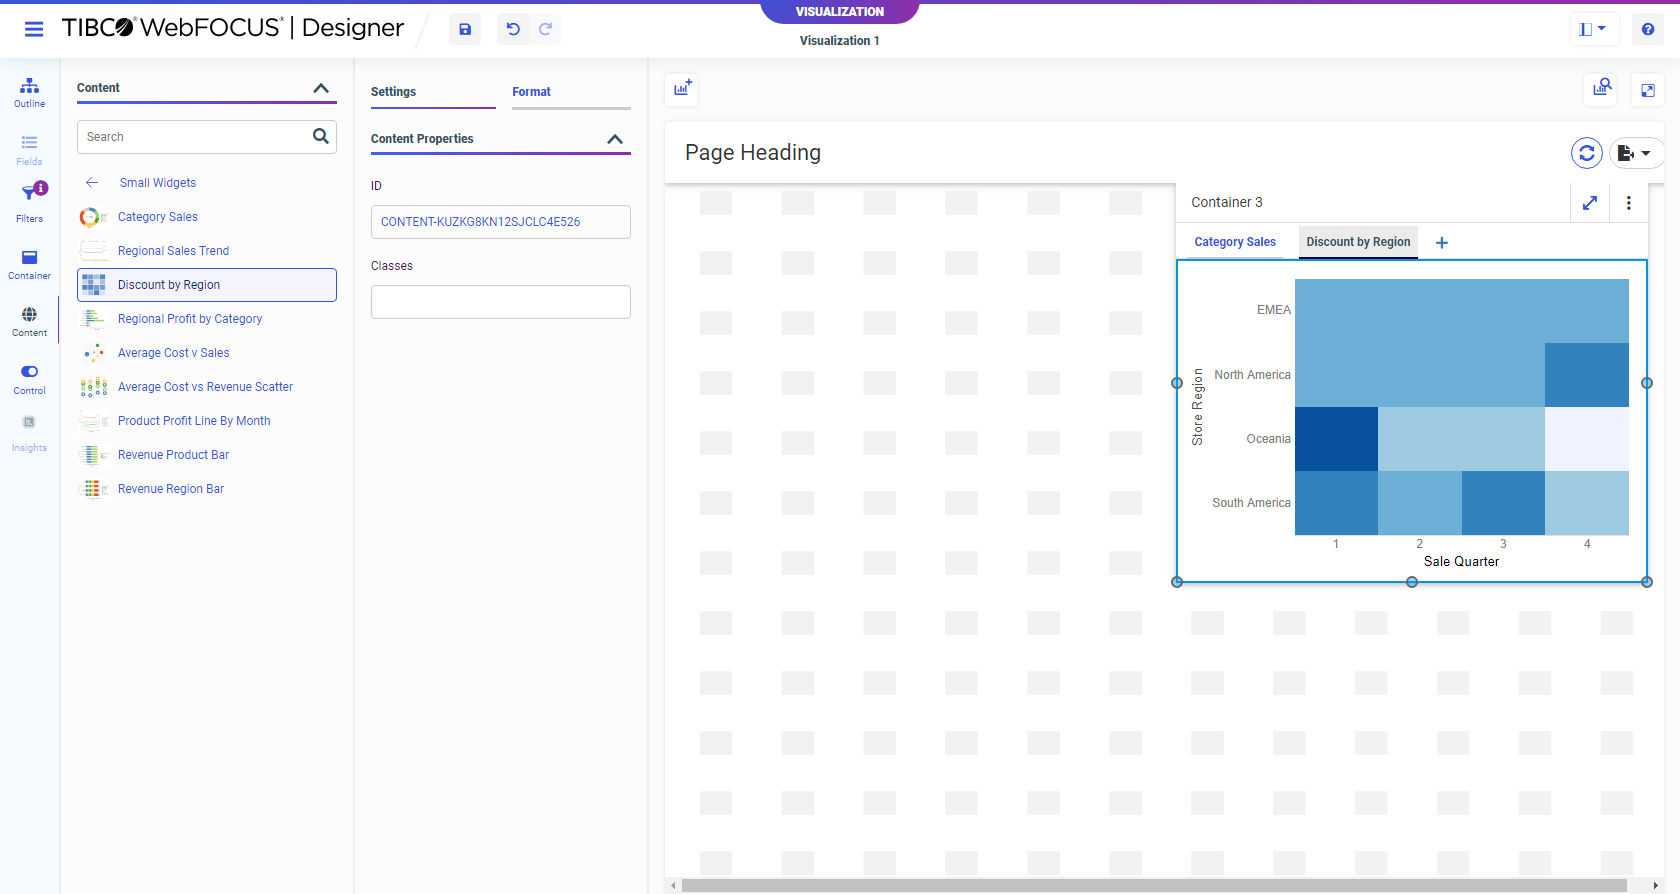 VISUALIZATION
TIBCO® WebFOCUS® | Designer
Visualization 1
Outline
Fields
i
Filters
Container
Content
Control
Insights
Content
Search
Small Widgets
Category Sales
Regional Sales Trend
Discount by Region
Regional Profit by Category
Average Cost v Sales
Average Cost vs Revenue Scatter
Product Profit Line By Month
Revenue Product Bar
Revenue Region Bar
Settings
Format
Content Properties
ID
CONTENT-KUZKG8KN12SJCLC4E526
Classes
Page Heading
Container 3
Category Sales
Discount by Region
Store Region
EMEA
North America
Oceania
South America
1 2 3 4
Sale Quarter